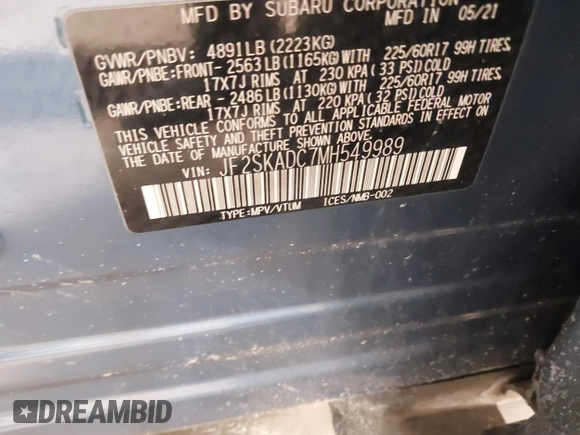 MFD BY SUBARU CORPORATION MFD IN 05/21
GVWR/PNBV: 4891LB(2223KG)
GAWR/PNBE:FRONT- 2563LB(1165KG)WITH 225/60R17 99H TIRES,
17X7J RIMS AT 230 KPA(33 PSI)COLD
GAWR/PNBE:REAR -2486LB(1130KG)WITH 225/60R17 99H TIRES,
17X7J RIMS AT 220 KPA(32 PSI)COLD
THIS VEHICLE CONFORMS TO ALL APPLICABLE FEDERAL MOTOR
VEHICLE SAFETY AND THEFT PREVENTION STANDARDS IN EFFECT ON
THE DATE OF MANUFACTURE SHOWN ABOVE.
VIN: JF2SKADC7MH549989
TYPE:MPV/VTUM ICES/NMB-002
DREAMBID